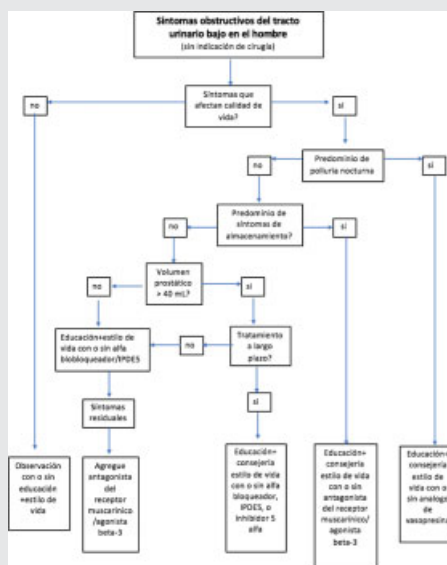 Síntomas obstructivos del tracto
urinario bajo en el hombre
(sin indicación de cirugía)
no
Síntomas que
afectan calidad de
vida?
sí
no
Predominio de
poliuria nocturna
sí
no
Predominio de
síntomas de
almacenamiento?
sí
no
Volumen
prostático
> 40 mL?
sí
Educación+estilo de
vida con o sin alfa
blobloqueador/IPDES
no
Tratamiento
a largo
plazo?
Síntomas
residuales
sí
Observación
con o sin
educación
+estilo de
vida
Agregue
antagonista
del
receptor
muscarínico
/agonista
beta-3
Educación+
consejería
estilo de vida
con o sin alfa
bloqueador,
IPDES, o
Inhibidor 5
alfa
Educación+
consejería
estilo de vida
con o sin
antagonista
del receptor
muscarínico/
agonista
beta-3
Educación+
consejería
estilo de
vida con o
sin analogo
de
vasopresina